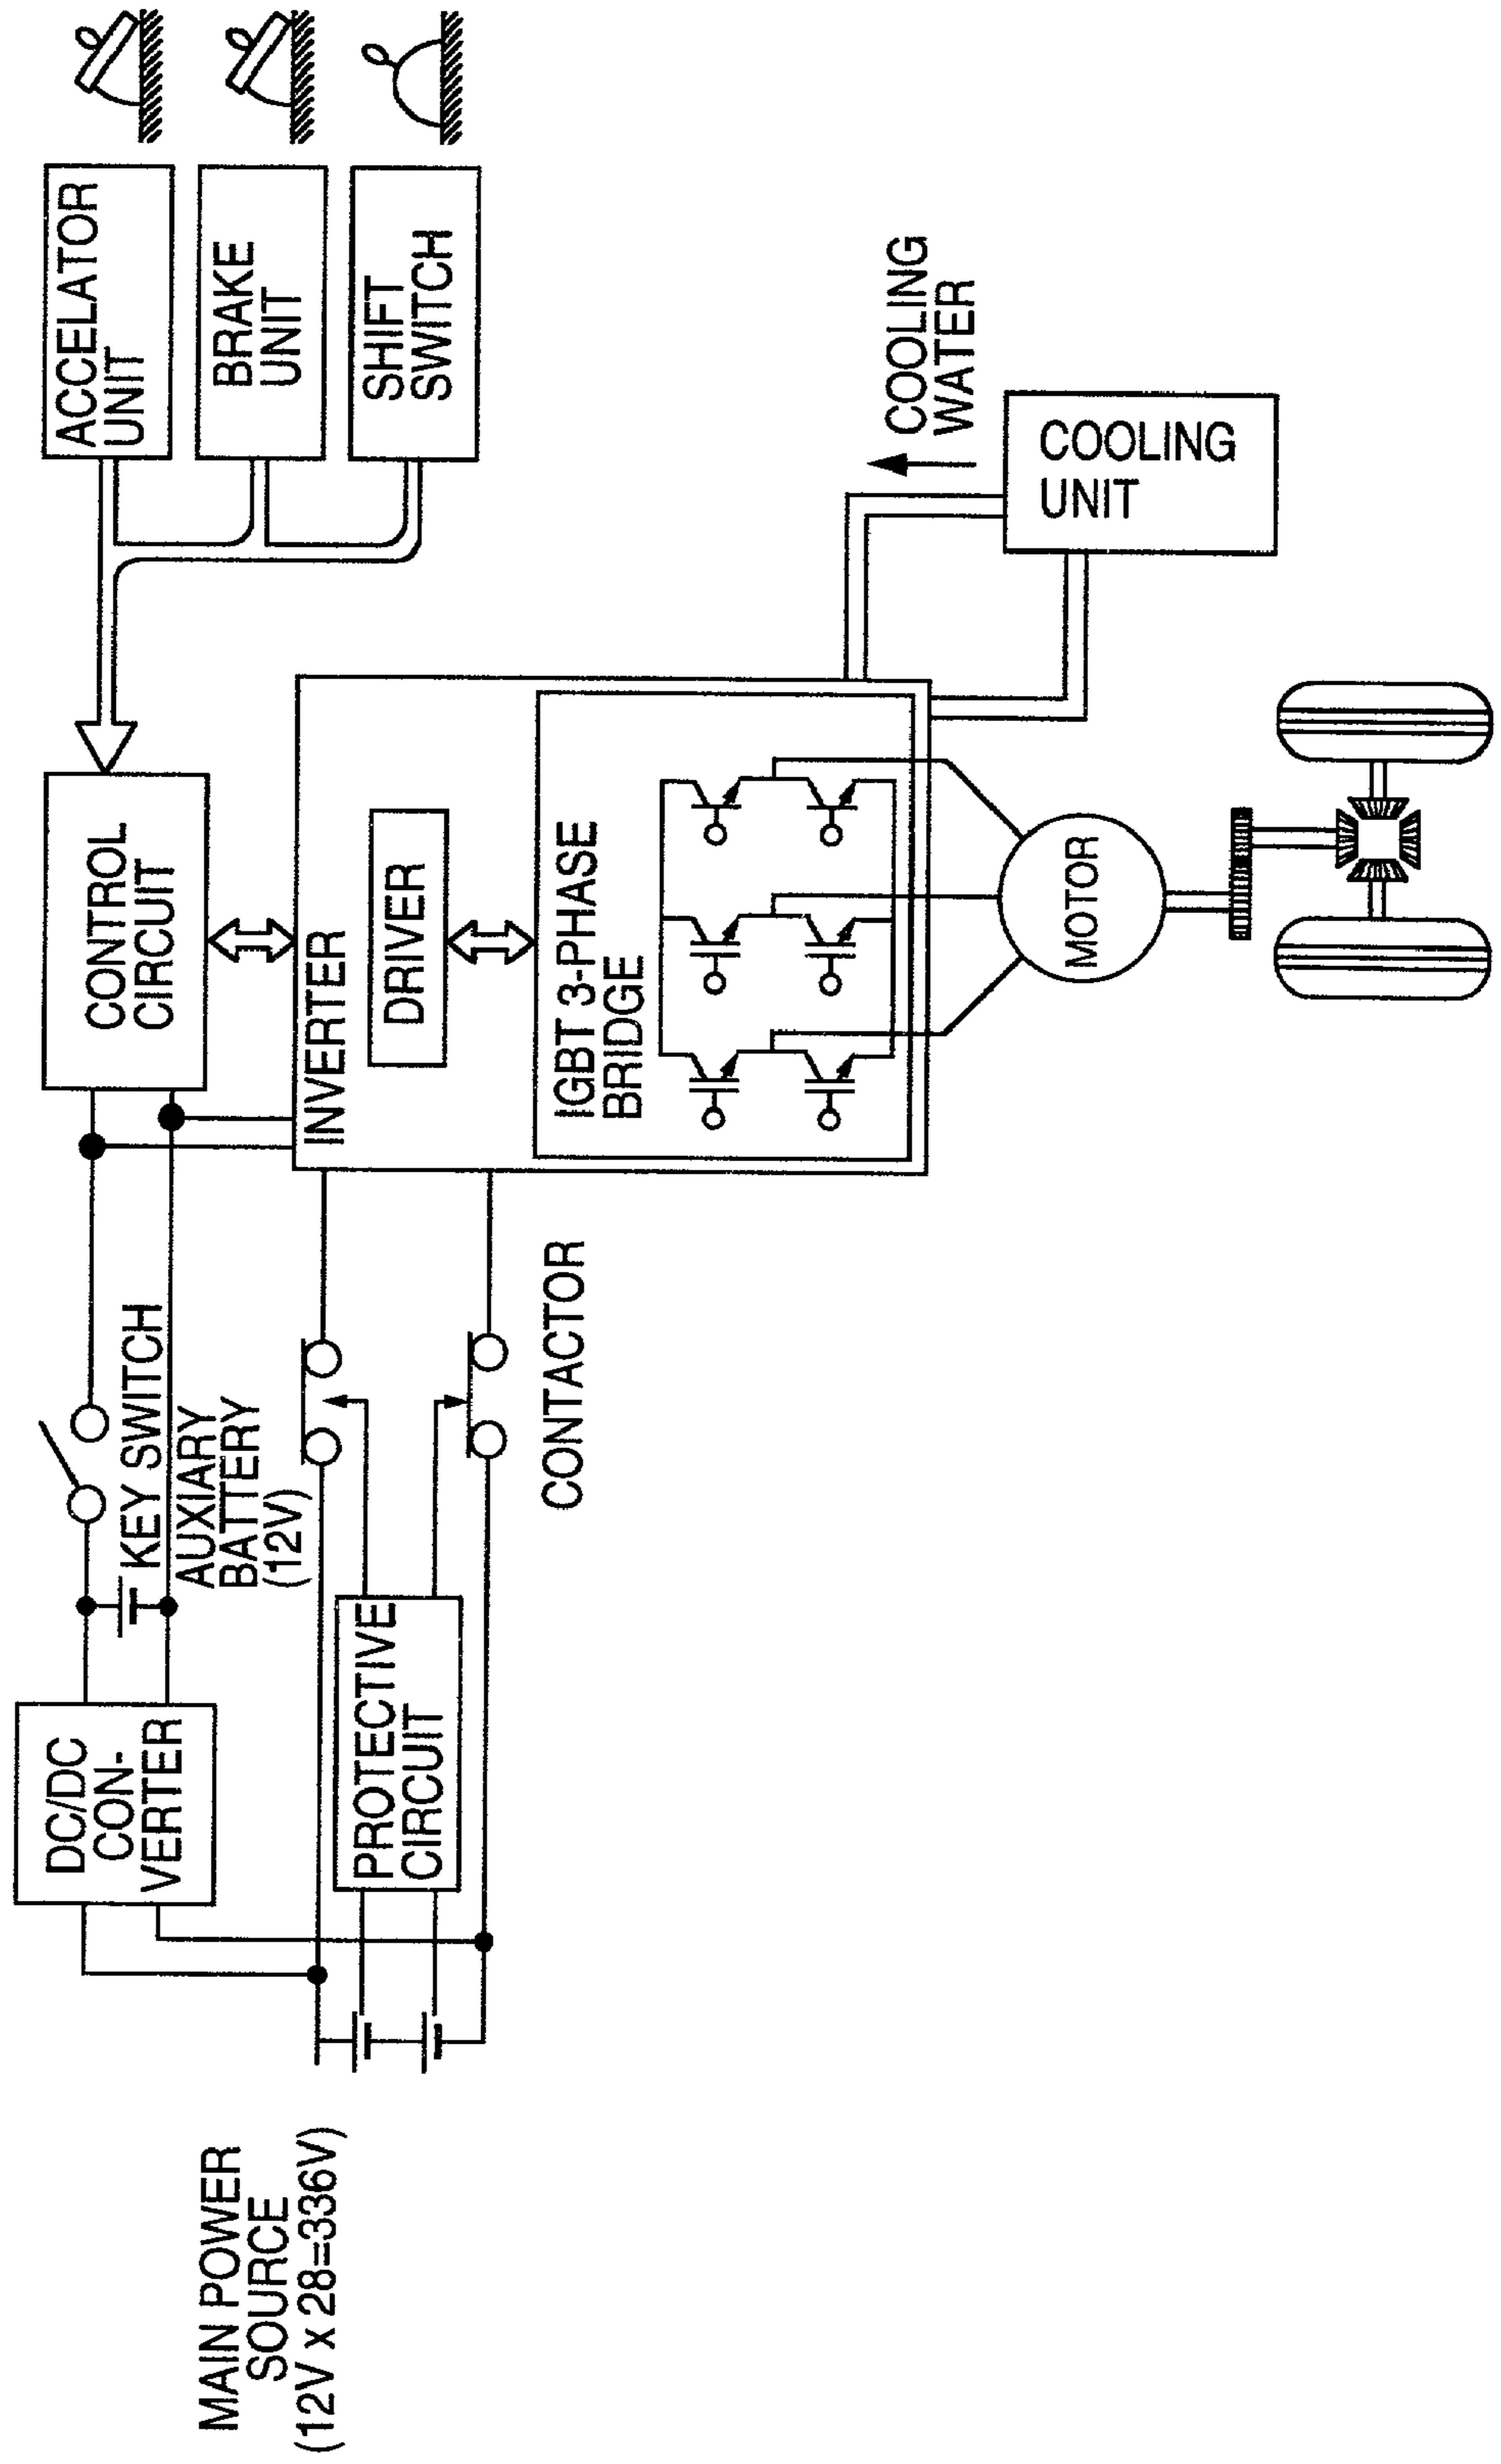 MAIN POWER
SOURCE
(12V x 28=336V)
DC/DC
CON-
VERTER
KEY SWITCH
AUXIARY
BATTERY
(12V)
PROTECTIVE
CIRCUIT
CONTACTOR
CONTROL
CIRCUIT
INVERTER
DRIVER
IGBT 3-PHASE
BRIDGE
MOTOR
ACCELATOR
UNIT
BRAKE
UNIT
SHIFT
SWITCH
COOLING
WATER
COOLING
UNIT